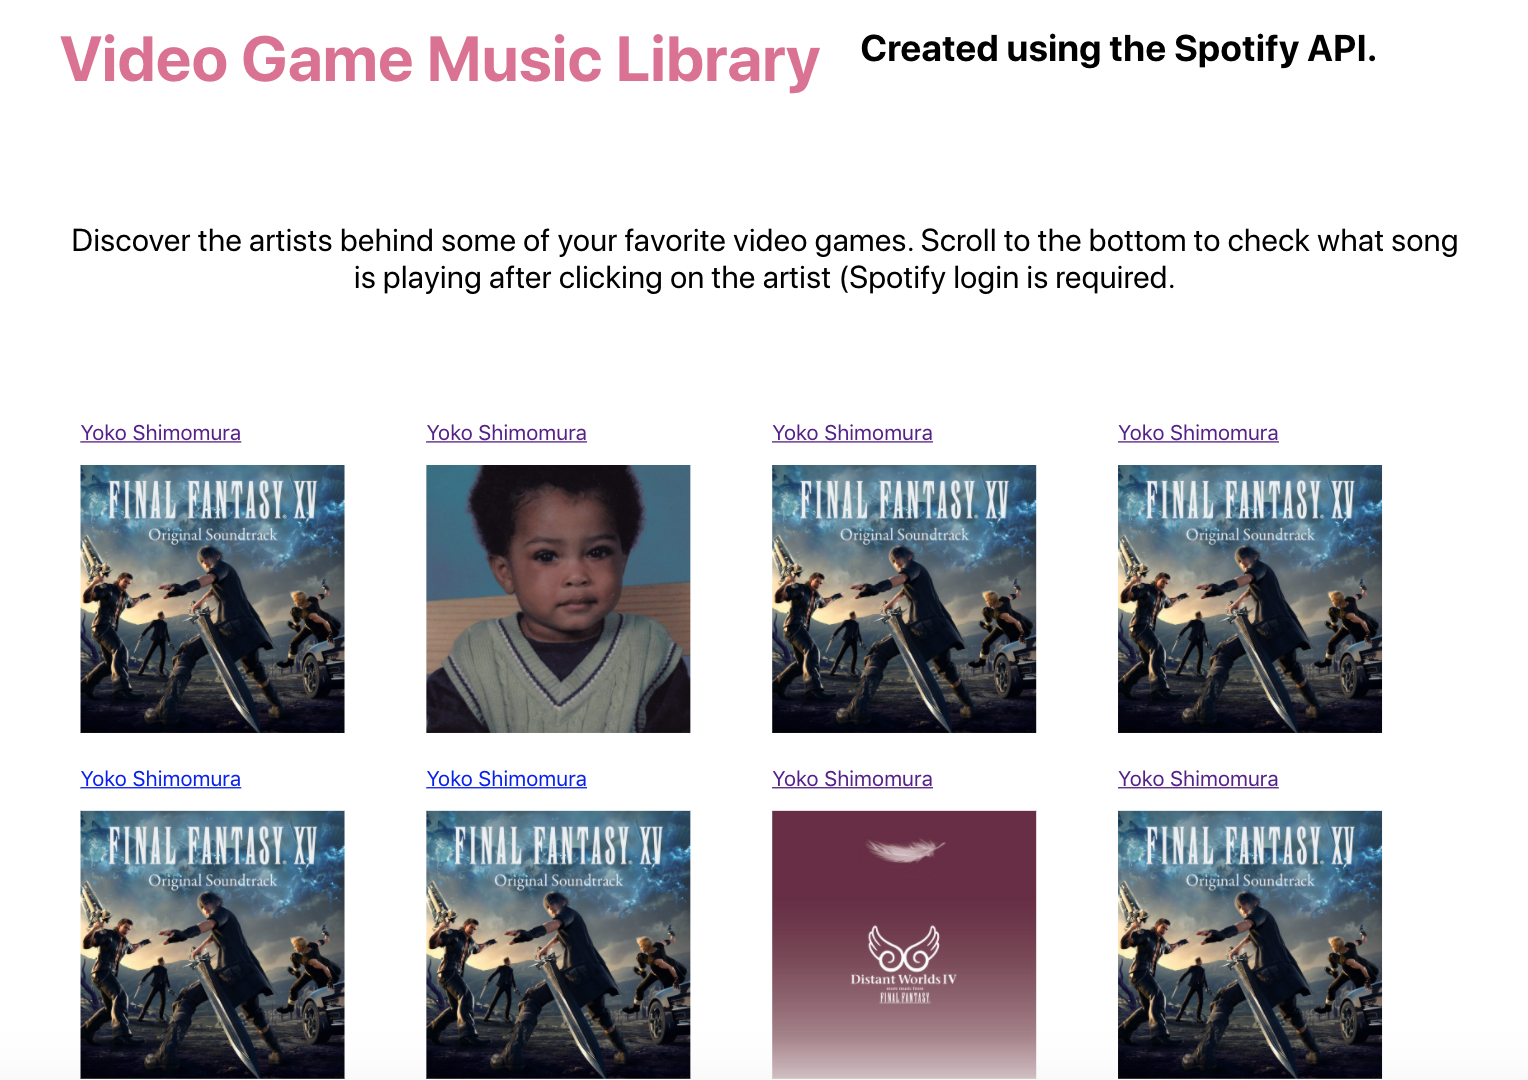 Video Game Music Library
Created using the Spotify API.
Discover the artists behind some of your favorite video games. Scroll to the bottom to check what song
is playing after clicking on the artist (Spotify login is required.
Yoko Shimomura
Yoko Shimomura
Yoko Shimomura
Yoko Shimomura
FINAL FANTASY XV
Original Soundtrack
FINAL FANTASY XV
Original Soundtrack
FINAL FANTASY XV
Original Soundtrack
Yoko Shimomura
Yoko Shimomura
Yoko Shimomura
Yoko Shimomura
FINAL FANTASY XV
Original Soundtrack
FINAL FANTASY XV
Original Soundtrack
Distant Worlds IV
more music from
FINAL FANTASY
FINAL FANTASY XV
Original Soundtrack